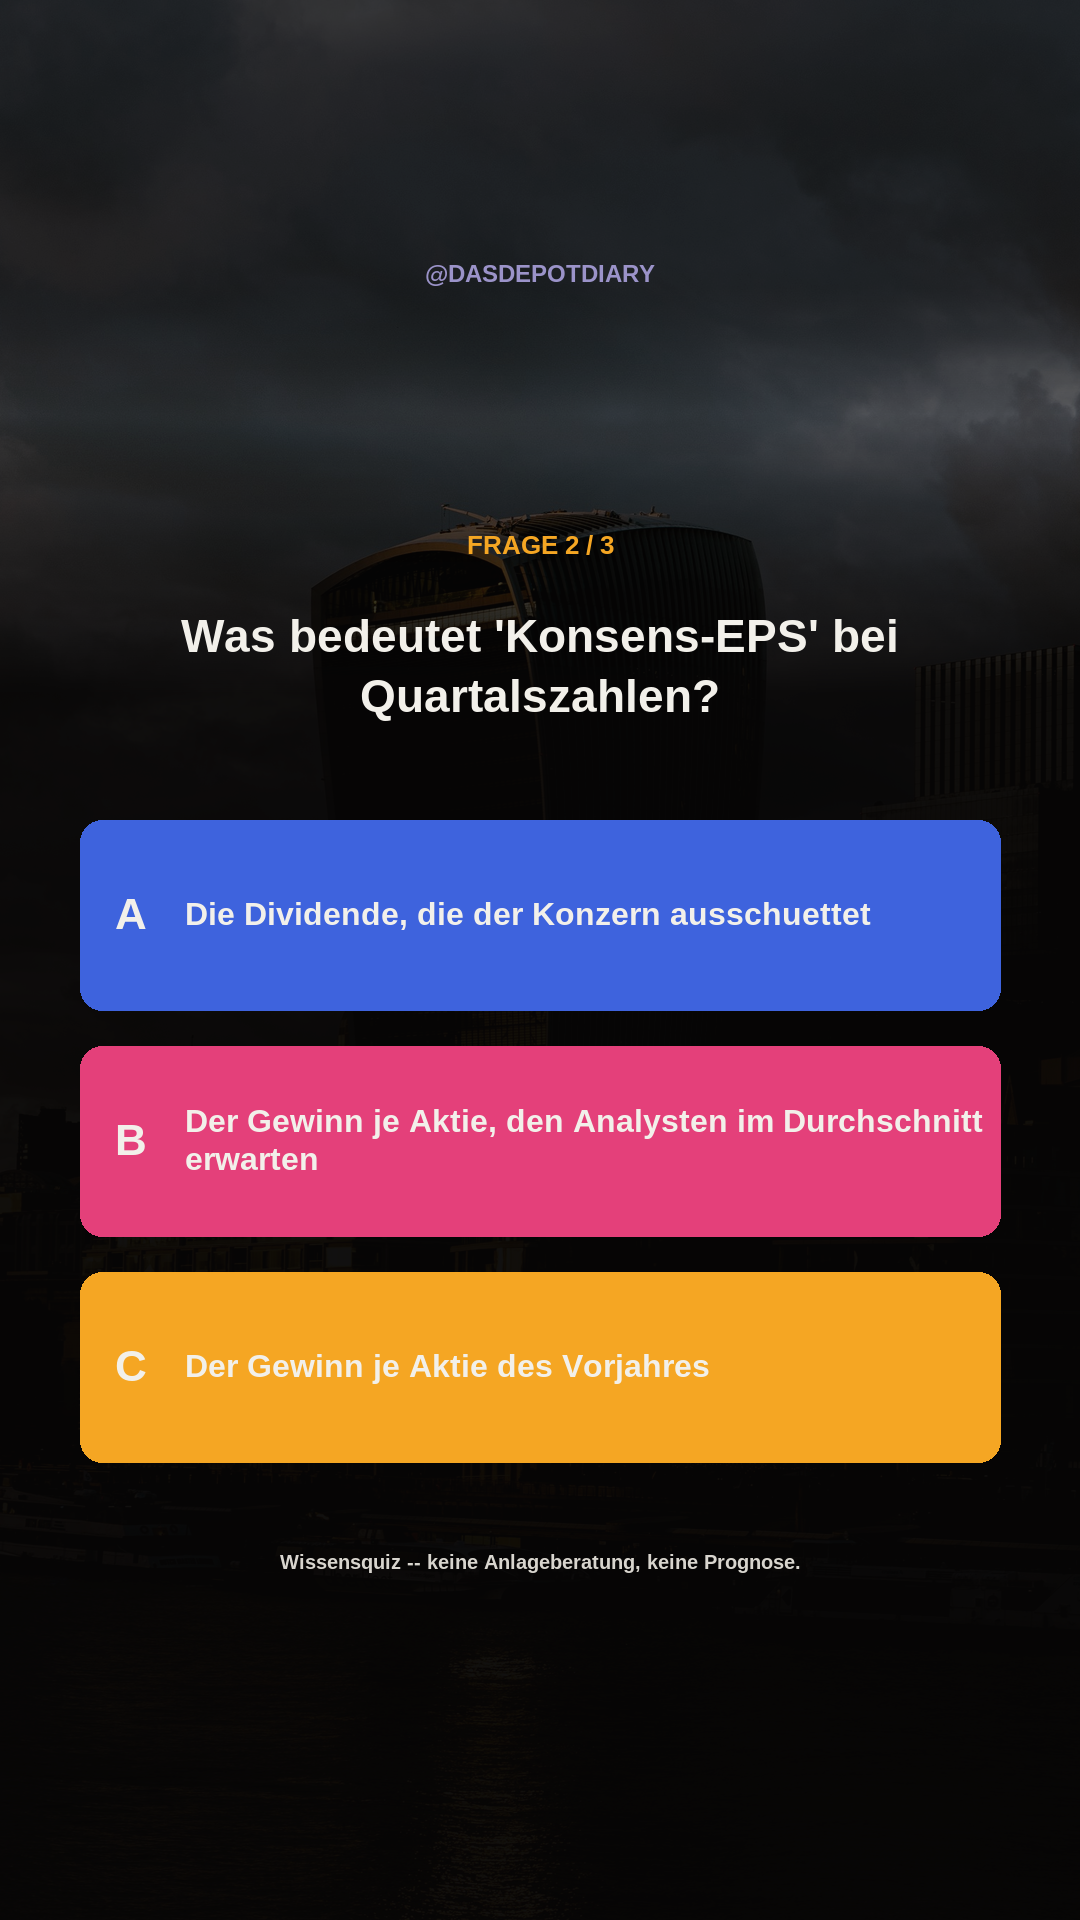 @DASDEPOTDIARY
FRAGE 2 / 3
Was bedeutet 'Konsens-EPS' bei
Quartalszahlen?
A Die Dividende, die der Konzern ausschuettet
B Der Gewinn je Aktie, den Analysten im Durchschnitt
erwarten
C Der Gewinn je Aktie des Vorjahres
Wissensquiz -- keine Anlageberatung, keine Prognose.